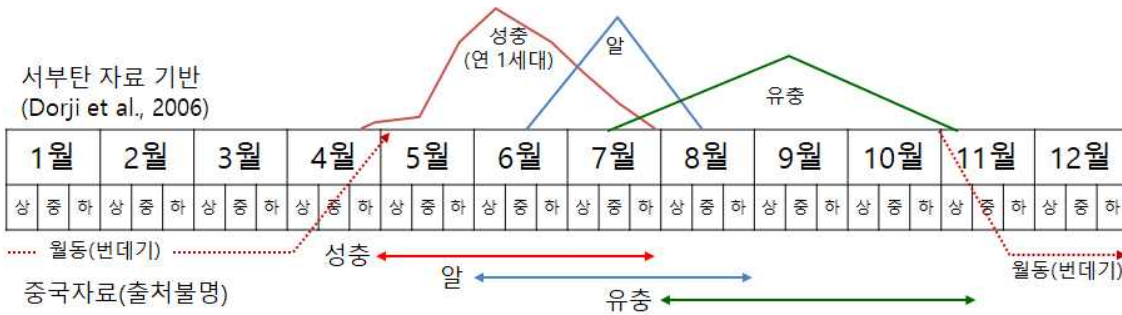 성충
(연 1세대)
알
유충
서부탄 자료 기반
(Dorji et al., 2006)
1월 2월 3월 4월 5월 6월 7월 8월 9월 10월 11월 12월
상 중 하 상 중 하 상 중 하 상 중 하 상 중 하 상 중 하 상 중 하 상 중 하 상 중 하 상 중 하 상 중 하 상 중 하
월동(번데기)
성충
알
월동(번데기)
중국자료(출처불명)
유충